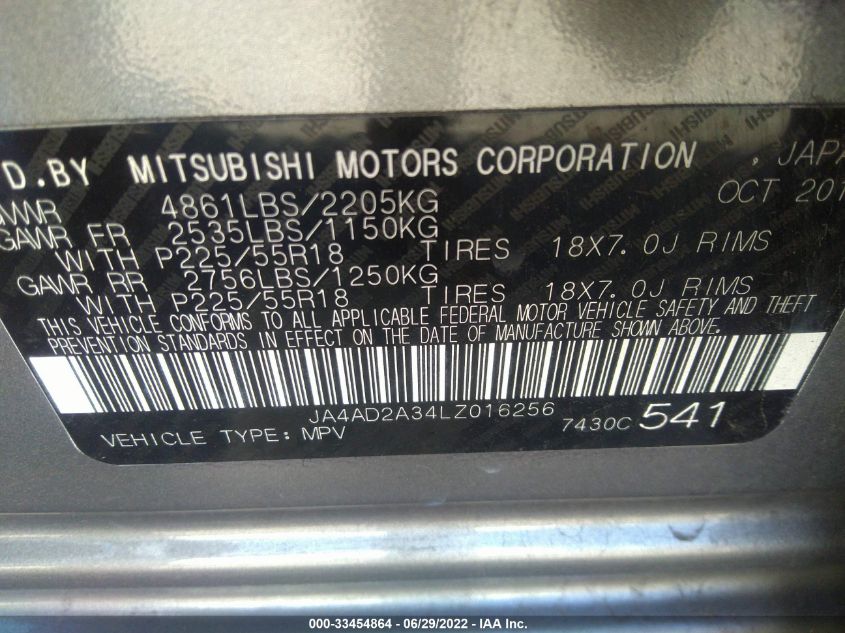 D.BY MITSUBISHI MOTORS CORPORATION , JAPA
GVWR 4861LBS/2205KG OCT 201
GAWR FR 2535LBS/1150KG
WITH P225/55R18 TIRES 18X7.0J RIMS
GAWR RR 2756LBS/1250KG
WITH P225/55R18 TIRES 18X7.0J RIMS
THIS VEHICLE CONFORMS TO ALL APPLICABLE FEDERAL MOTOR VEHICLE SAFETY AND THEFT
PREVENTION STANDARDS IN EFFECT ON THE DATE OF MANUFACTURE SHOWN ABOVE.
JA4AD2A34LZ016256
VEHICLE TYPE: MPV 7430C 541
000-33454864 - 06/29/2022 - IAA Inc.